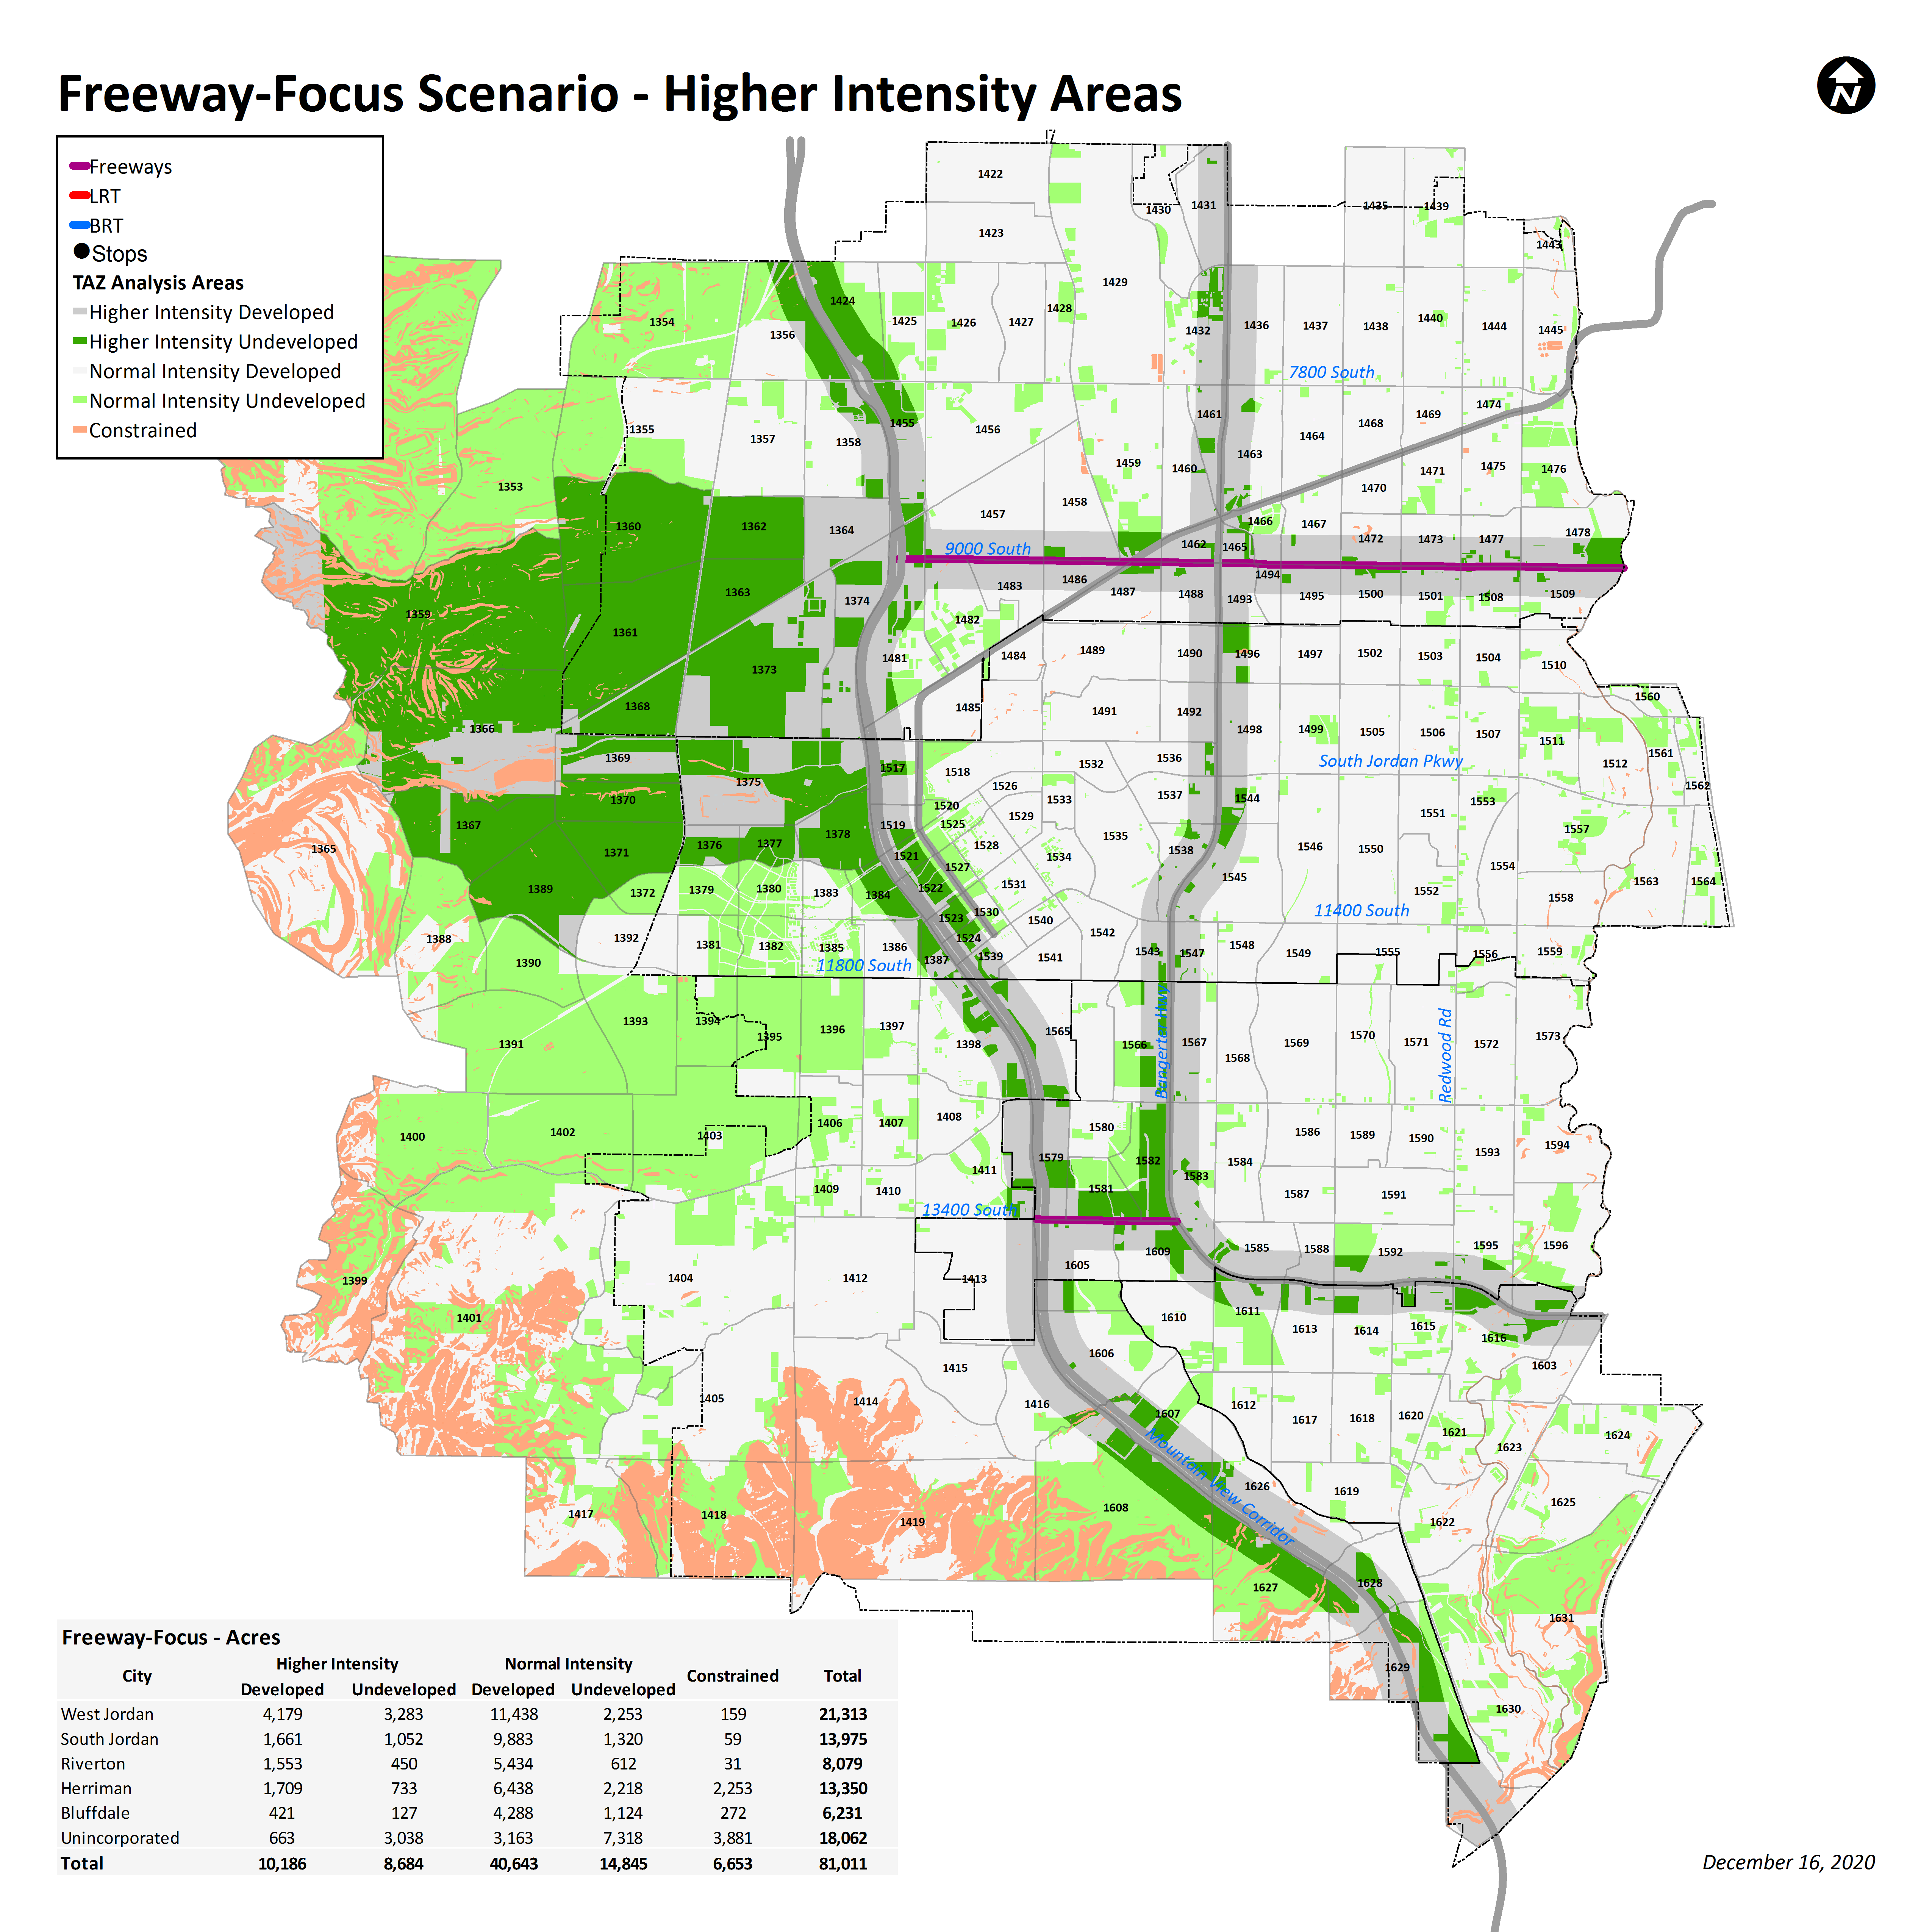 Freeway-Focus Scenario - Higher Intensity Areas
N
Freeways
LRT
BRT
Stops
TAZ Analysis Areas
Higher Intensity Developed
Higher Intensity Undeveloped
Normal Intensity Developed
Normal Intensity Undeveloped
Constrained
1422
1430 1431 1435 1439
1423
1443
1429
1424
1428
1354 1356 1425 1426 1427 1432 1436 1437 1438 1440 1444 1445
7800 South
1474
1355 1357 1358 1455 1456 1461 1464 1468 1469
1463
1459 1460
1353 1471 1475 1476
1470
1458
1457
1360 1362 1364 1466 1467
1462 1465 1472 1473 1477 1478
9000 South
1494
1483 1486
1363 1374 1487 1488 1493 1495 1500 1501 1508 1509
1359
1482
1361
1481 1484 1489 1490 1496 1497 1502 1503 1504 1510
1373
1560
1368 1485 1491 1492
1366 1498 1499 1505 1506 1507 1511
1369 1532 1536 1512 1561
South Jordan Pkwy
1517 1518
1375 1526 1562
1370 1520 1533 1537 1544 1553
1367 1519 1525 1529 1551 1557
1378 1535
1365 1371 1376 1377 1521 1528 1534 1538 1546 1550
1527 1554
1389 1372 1379 1380 1383 1384 1522 1531 1545 1552 1563 1564
1558
11400 South
1523 1530 1540
1388 1392 1381 1382 1385 1386 1524 1542 1548
1390 1387 1539 1541 1543 1547 1549 1555 1556 1559
11800 South
1393 1394 1395 1396 1397 1565
1391 1398 1566 1567 1568 1569 1570 1571 1572 1573
Bangerter Hwy
Redwood Rd
1400 1402 1403 1406 1407 1408 1580 1586 1589 1590 1594
1579 1582 1584 1593
1411 1583
1409 1410 1581 1587 1591
13400 South
1609 1585 1588 1592 1595 1596
1399 1404 1412 1413 1605
1401 1610 1611 1613 1614 1615 1616
1606
1415 1603
1405 1414 1416 1607 1612 1617 1618 1620
1621 1623 1624
Mountain View Corridor
1626 1619
1417 1418 1419 1608 1622 1625
1627 1628
1631
1629
1630
Freeway-Focus - Acres
City Higher Intensity Normal Intensity Constrained Total
Developed Undeveloped Developed Undeveloped
West Jordan 4,179 3,283 11,438 2,253 159 21,313
South Jordan 1,661 1,052 9,883 1,320 59 13,975
Riverton 1,553 450 5,434 612 31 8,079
Herriman 1,709 733 6,438 2,218 2,253 13,350
Bluffdale 421 127 4,288 1,124 272 6,231
Unincorporated 663 3,038 3,163 7,318 3,881 18,062
Total 10,186 8,684 40,643 14,845 6,653 81,011
December 16, 2020